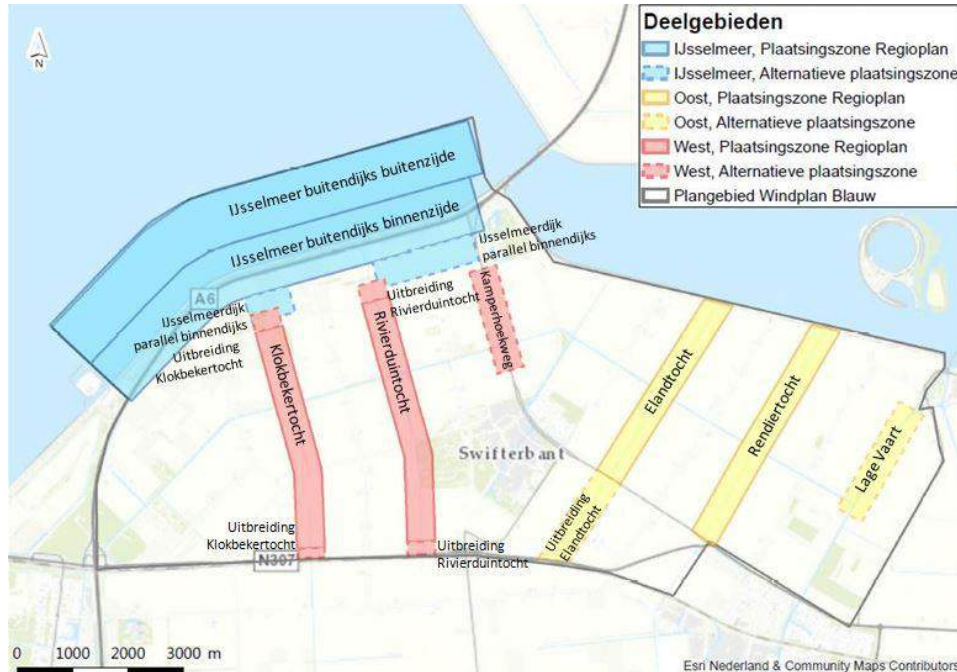 N
Deelgebieden
IJsselmeer, Plaatsingszone Regioplan
IJsselmeer, Alternatieve plaatsingszone
Oost, Plaatsingszone Regioplan
Oost, Alternatieve plaatsingszone
West, Plaatsingszone Regioplan
West, Alternatieve plaatsingszone
Plangebied Windplan Blauw
IJsselmeer buitendijks buitenzijde
IJsselmeer buitendijks binnenzijde
IJsselmeerdijk
parallel binnendijks
A6
IJsselmeerdijk
parallel binnendijks
Uitbreiding
Klokbekertocht
Uitbreiding
Rivierduintocht
Kamperhoekweg
Klokbekertocht
Rivierduintocht
Elandtocht
Rendiertocht
Lage Vaart
Swifterbant
Uitbreiding
Elandtocht
Uitbreiding
Klokbekertocht
Uitbreiding
Rivierduintocht
N307
0 1000 2000 3000 m
Esri Nederland & Community Maps Contributors